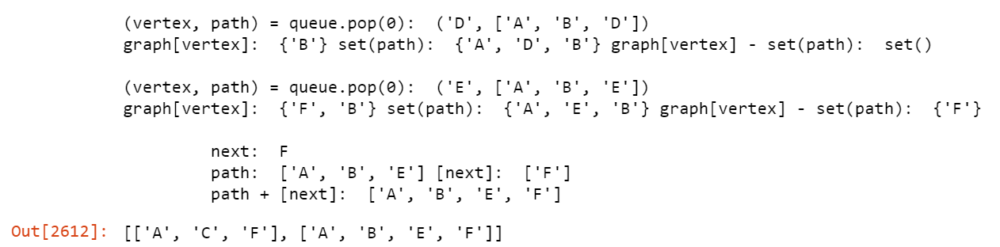 (vertex, path) = queue.pop(0):  ('D', ['A', 'B', 'D'])
graph[vertex]:  {'B'} set(path):  {'A', 'D', 'B'} graph[vertex] - set(path):  set()
(vertex, path) = queue.pop(0):  ('E', ['A', 'B', 'E'])
graph[vertex]:  {'F', 'B'} set(path):  {'A', 'E', 'B'} graph[vertex] - set(path):  {'F'}
next:  F
path:  ['A', 'B', 'E'] [next]:  ['F']
path + [next]:  ['A', 'B', 'E', 'F']
Out[2612]: [['A', 'C', 'F'], ['A', 'B', 'E', 'F']]